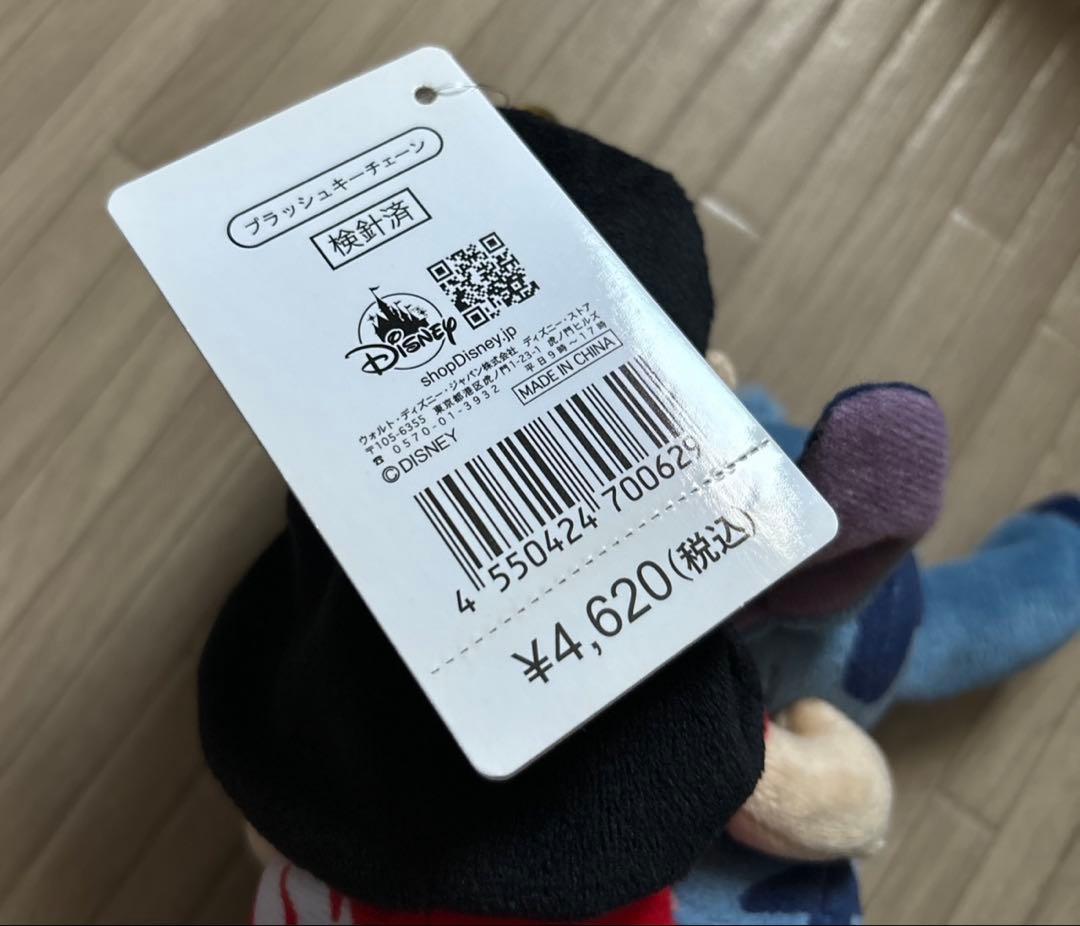 プラッシュキーチェーン
検針済
DISNEY
shopDisney.jp
ウォルト・ディズニー・ジャパン株式会社 ディズニー・ストア
〒105-6355 東京都港区虎ノ門1-23-1 虎ノ門ヒルズ
☎ 0570-01-3932 平日9時～17時
©DISNEY
MADE IN CHINA
4 550424 700629
¥4,620(税込)